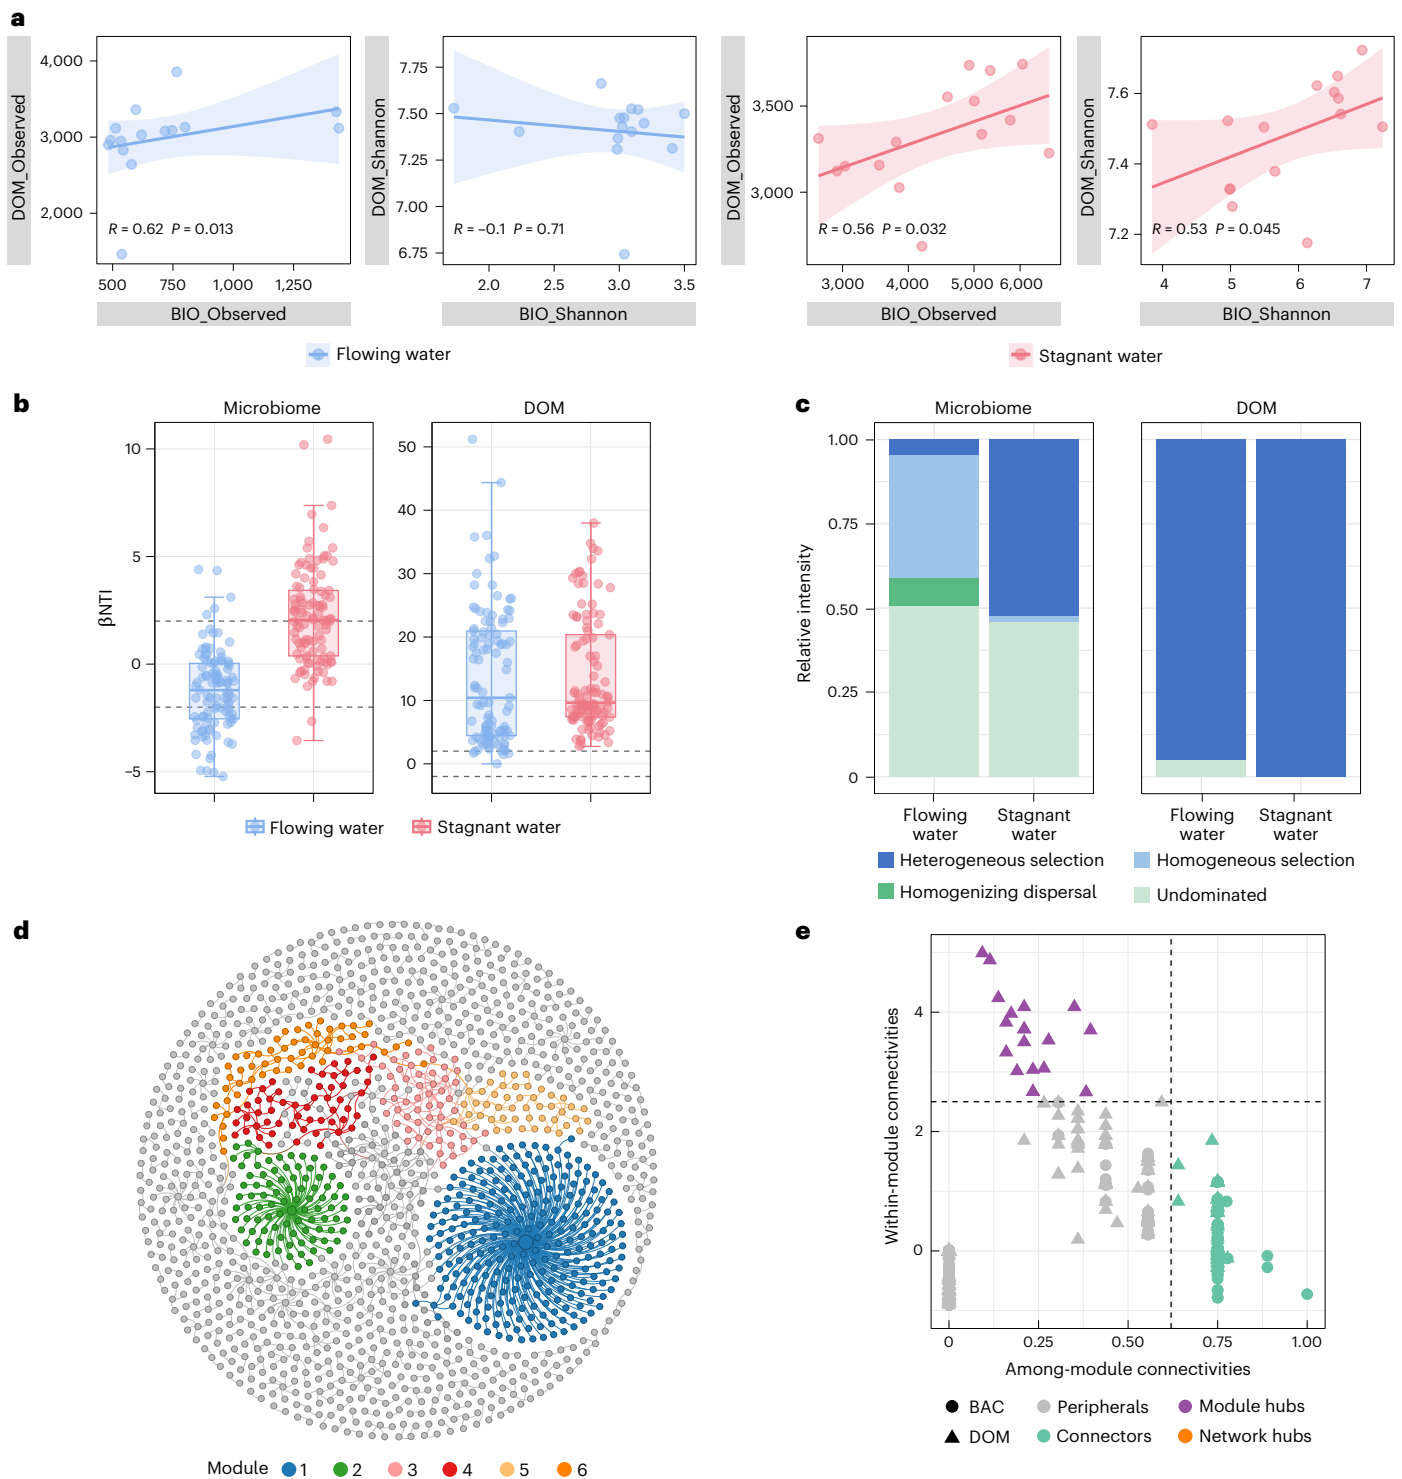 a
DOM_Observed
4,000
3,000
2,000
R = 0.62 P = 0.013
500 750 1,000 1,250
BIO_Observed
DOM_Shannon
7.75
7.50
7.25
7.00
6.75
R = −0.1 P = 0.71
2.0 2.5 3.0 3.5
BIO_Shannon
DOM_Observed
3,500
3,000
R = 0.56 P = 0.032
3,000 4,000 5,000 6,000
BIO_Observed
DOM_Shannon
7.6
7.4
7.2
R = 0.53 P = 0.045
4 5 6 7
BIO_Shannon
Flowing water
Stagnant water
b
Microbiome
DOM
βNTI
10
5
0
−5
50
40
30
20
10
0
Flowing water
Stagnant water
c
Microbiome
DOM
Relative intensity
1.00
0.75
0.50
0.25
0
Flowing
water
Stagnant
water
Flowing
water
Stagnant
water
Heterogeneous selection
Homogeneous selection
Homogenizing dispersal
Undominated
d
Module 1 2 3 4 5 6
e
Within-module connectivities
4
2
0
0 0.25 0.50 0.75 1.00
Among-module connectivities
BAC
Peripherals
Module hubs
DOM
Connectors
Network hubs